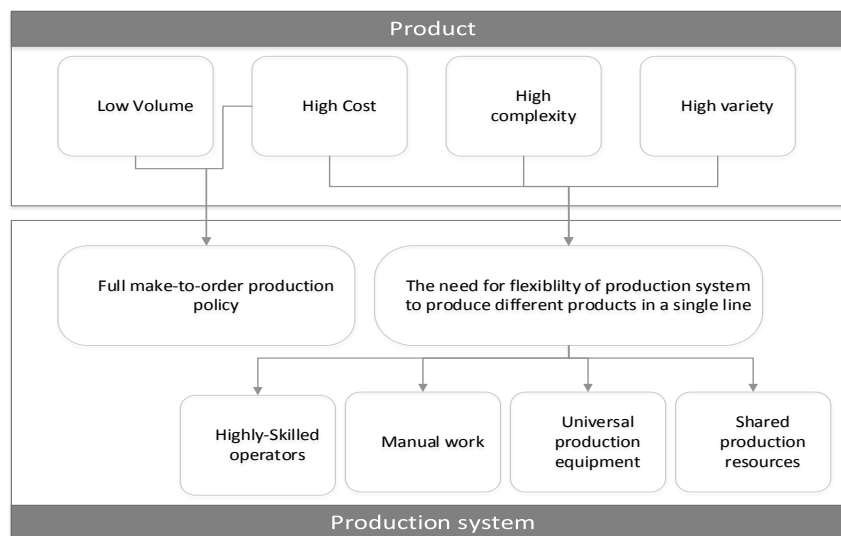 Product
Low Volume
High Cost
High
complexity
High variety
Full make-to-order production
policy
The need for flexiblilty of production system
to produce different products in a single line
Highly-Skilled
operators
Manual work
Universal
production
equipment
Shared
production
resources
Production system